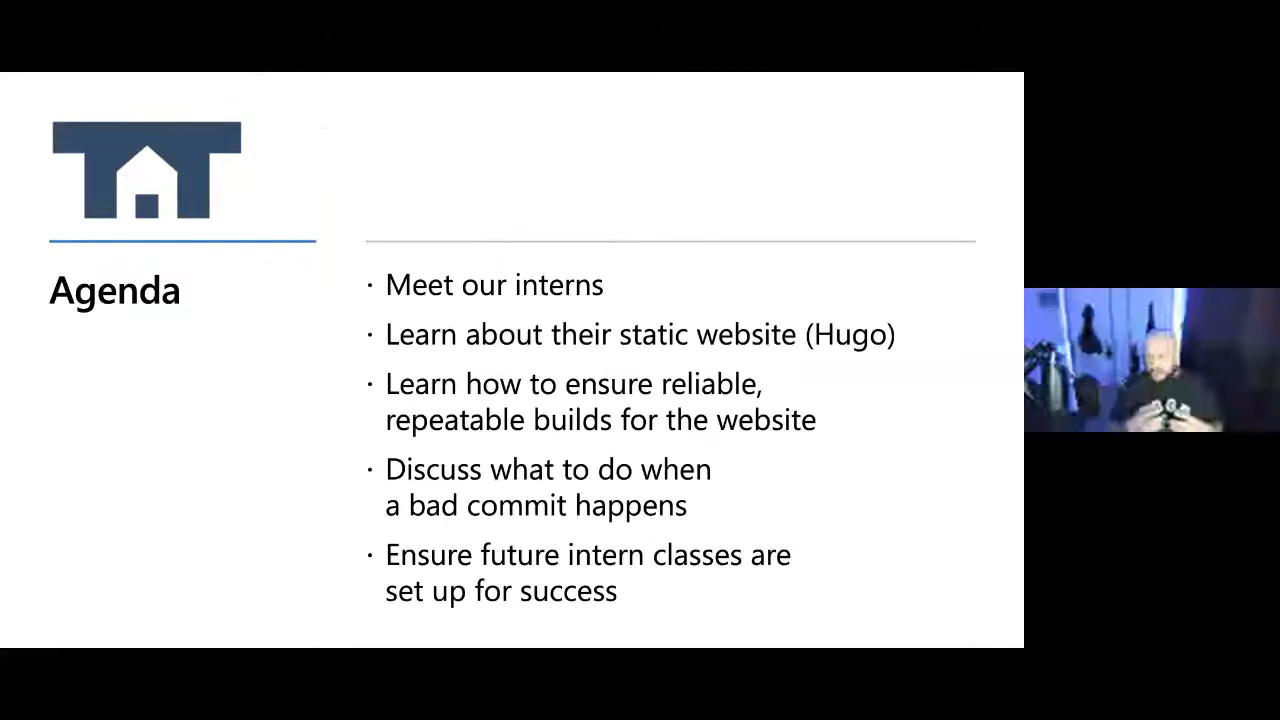 Agenda
· Meet our interns
· Learn about their static website (Hugo)
· Learn how to ensure reliable,
repeatable builds for the website
· Discuss what to do when
a bad commit happens
· Ensure future intern classes are
set up for success